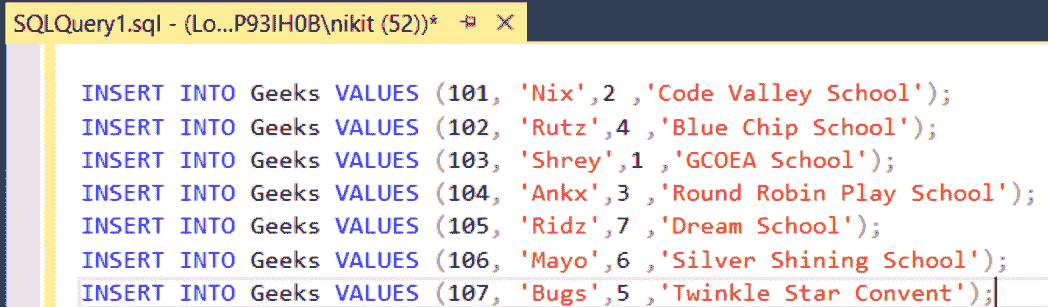 SQLQuery1.sql - (Lo...P93IH0B\nikit (52))*
INSERT INTO Geeks VALUES (101, 'Nix',2 ,'Code Valley School');
INSERT INTO Geeks VALUES (102, 'Rutz',4 ,'Blue Chip School');
INSERT INTO Geeks VALUES (103, 'Shrey',1 ,'GCOEA School');
INSERT INTO Geeks VALUES (104, 'Ankx',3 ,'Round Robin Play School');
INSERT INTO Geeks VALUES (105, 'Ridz',7 ,'Dream School');
INSERT INTO Geeks VALUES (106, 'Mayo',6 ,'Silver Shining School');
INSERT INTO Geeks VALUES (107, 'Bugs',5 ,'Twinkle Star Convent');